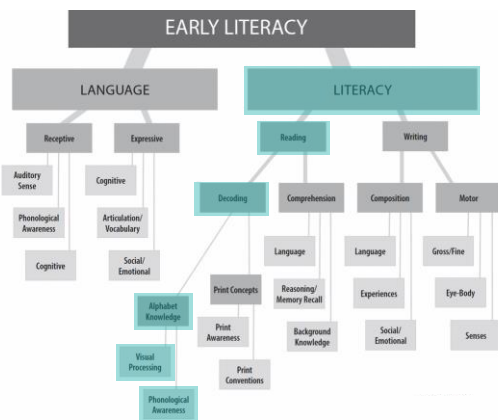 EARLY LITERACY
LANGUAGE
LITERACY
Receptive
Expressive
Reading
Writing
Auditory
Sense
Cognitive
Decoding
Comprehension
Composition
Motor
Phonological
Awareness
Articulation/
Vocabulary
Language
Language
Gross/Fine
Cognitive
Social/
Emotional
Alphabet
Knowledge
Print Concepts
Reasoning/
Memory Recall
Experiences
Eye-Body
Print
Awareness
Background
Knowledge
Social/
Emotional
Senses
Visual
Processing
Print
Conventions
Phonological
Awareness